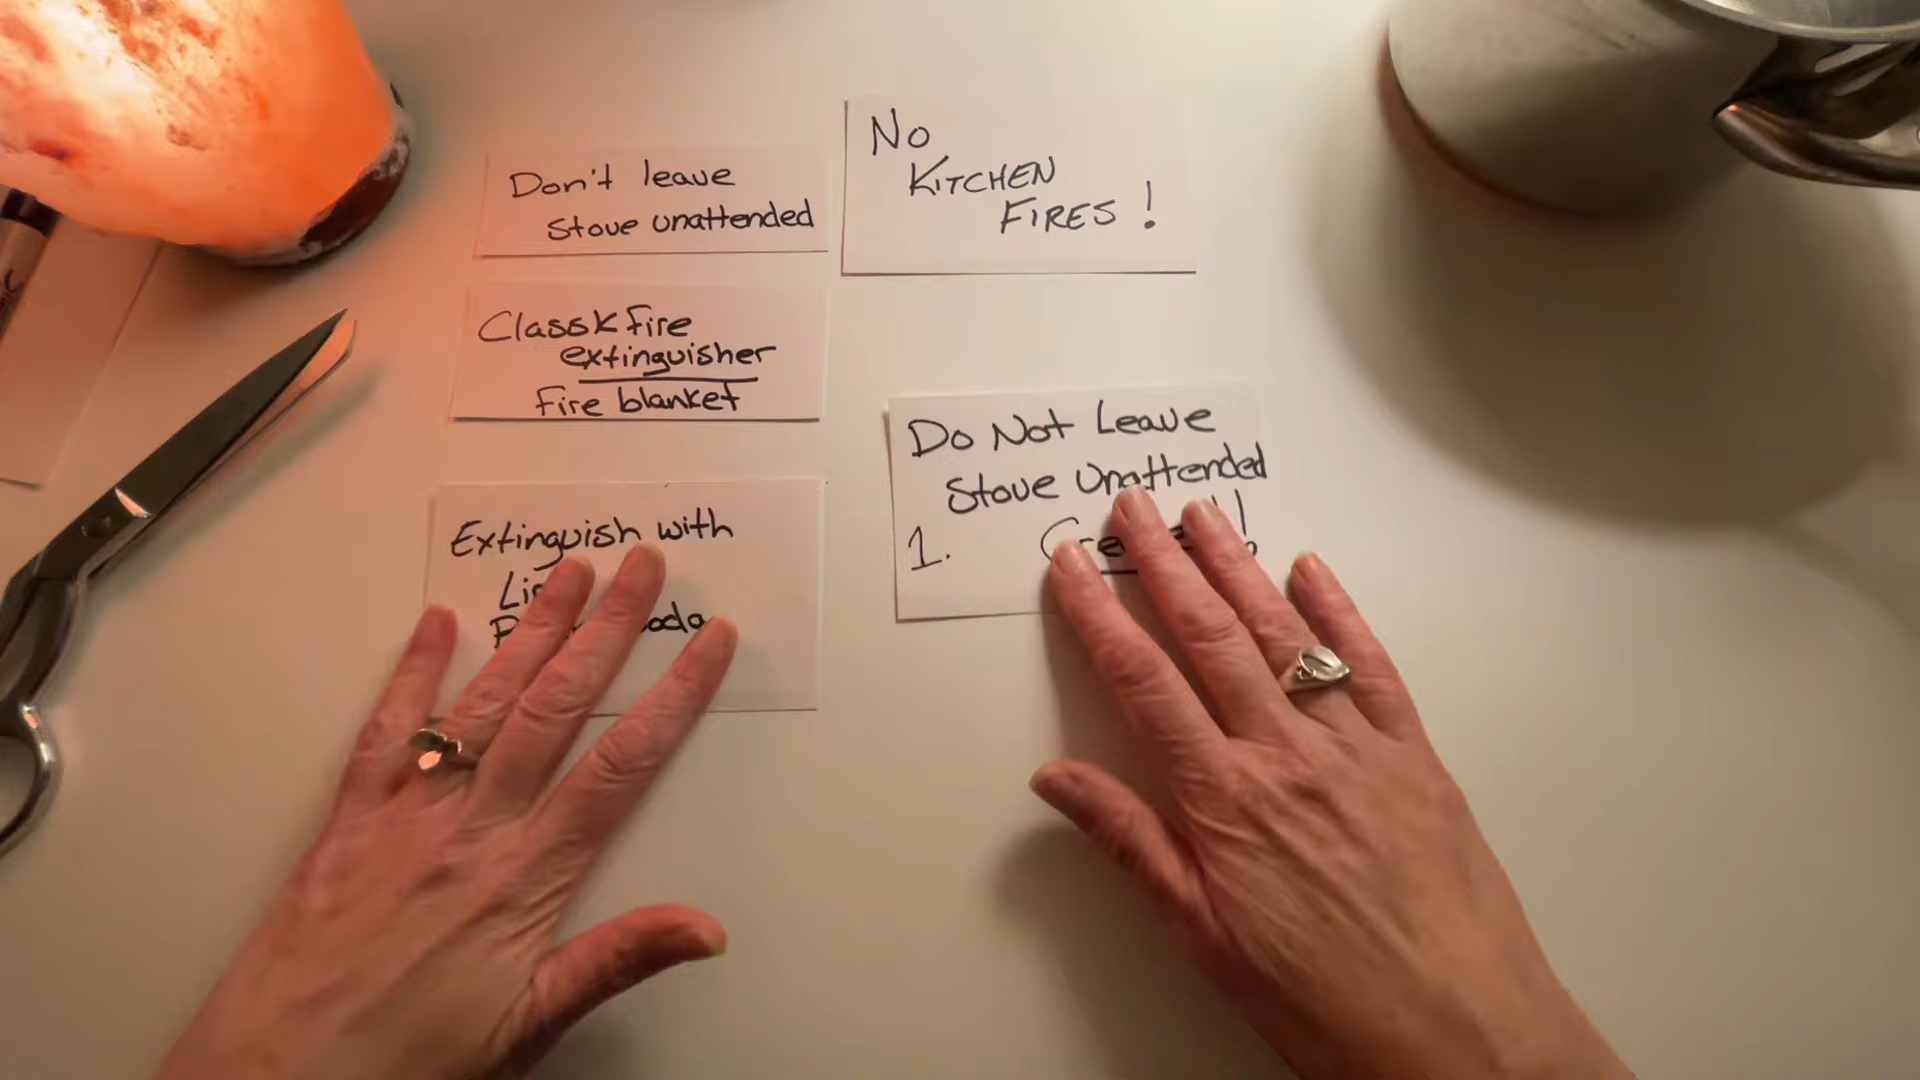 Don't leave
stove unattended
No
KITCHEN
FIRES!
Class K fire
extinguisher
Fire blanket
Do Not Leave
Stove Unattended
1.
Extinguish with